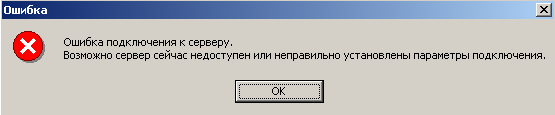 Ошибка
Ошибка подключения к серверу.
Возможно сервер сейчас недоступен или неправильно установлены параметры подключения.
OK